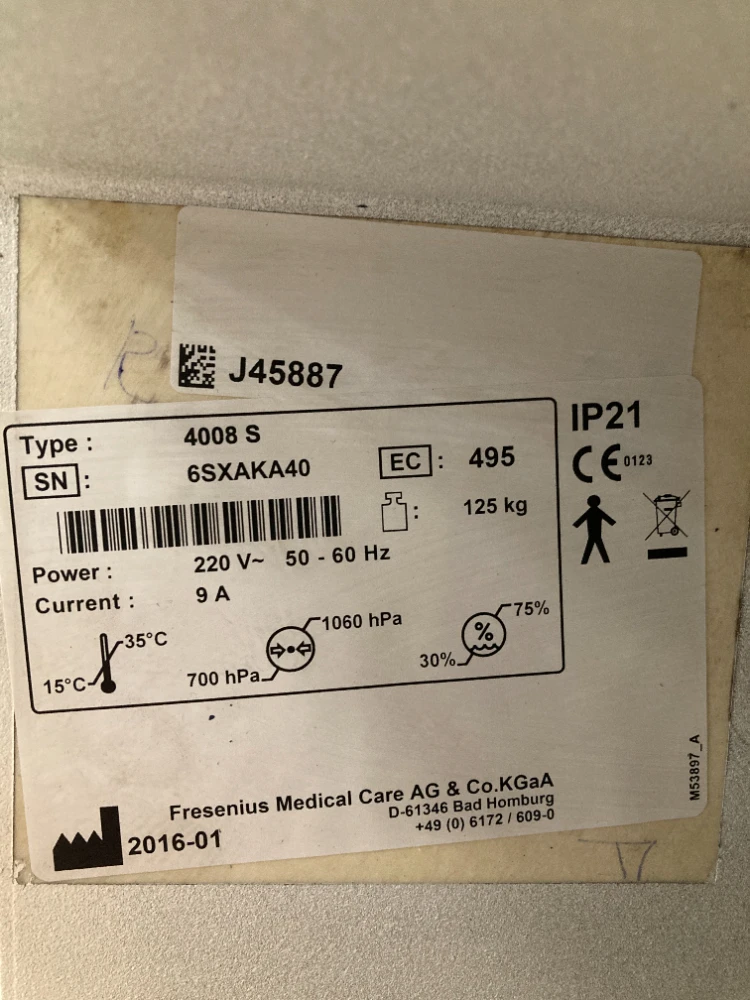 J45887
Type : 4008 S
SN : 6SXAKA40
EC : 495
: 125 kg
Power : 220 V~ 50 - 60 Hz
Current : 9 A
35°C
15°C
1060 hPa
700 hPa
%
75%
30%
IP21
CE 0123
M53897_A
Fresenius Medical Care AG & Co.KGaA
D-61346 Bad Homburg
+49 (0) 6172 / 609-0
2016-01